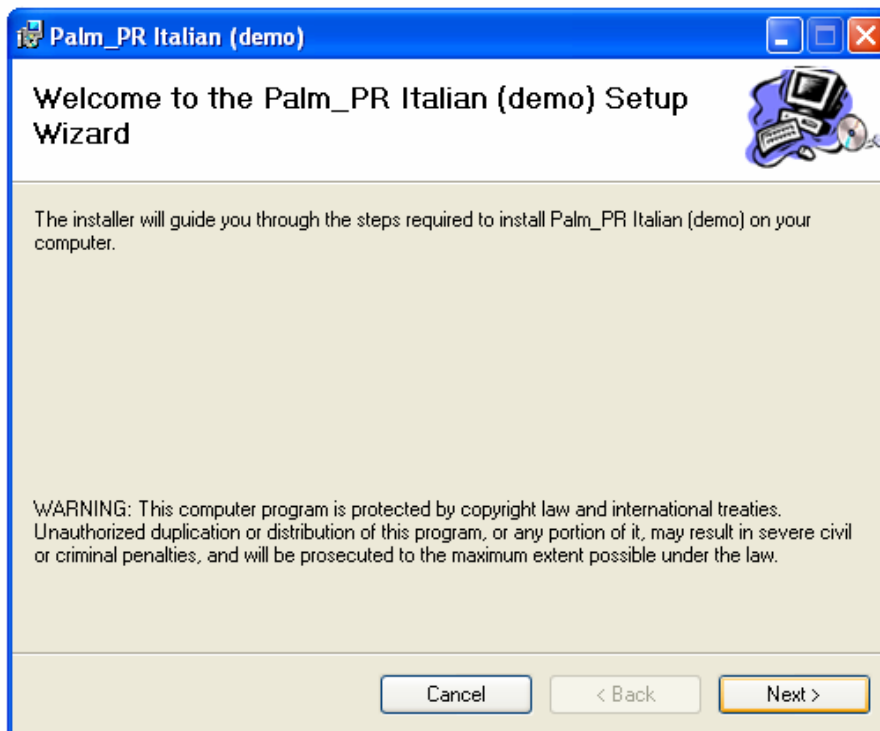 Palm_PR Italian (demo)
Welcome to the Palm_PR Italian (demo) Setup
Wizard
The installer will guide you through the steps required to install Palm_PR Italian (demo) on your
computer.
WARNING: This computer program is protected by copyright law and international treaties.
Unauthorized duplication or distribution of this program, or any portion of it, may result in severe civil
or criminal penalties, and will be prosecuted to the maximum extent possible under the law.
Cancel
< Back
Next >